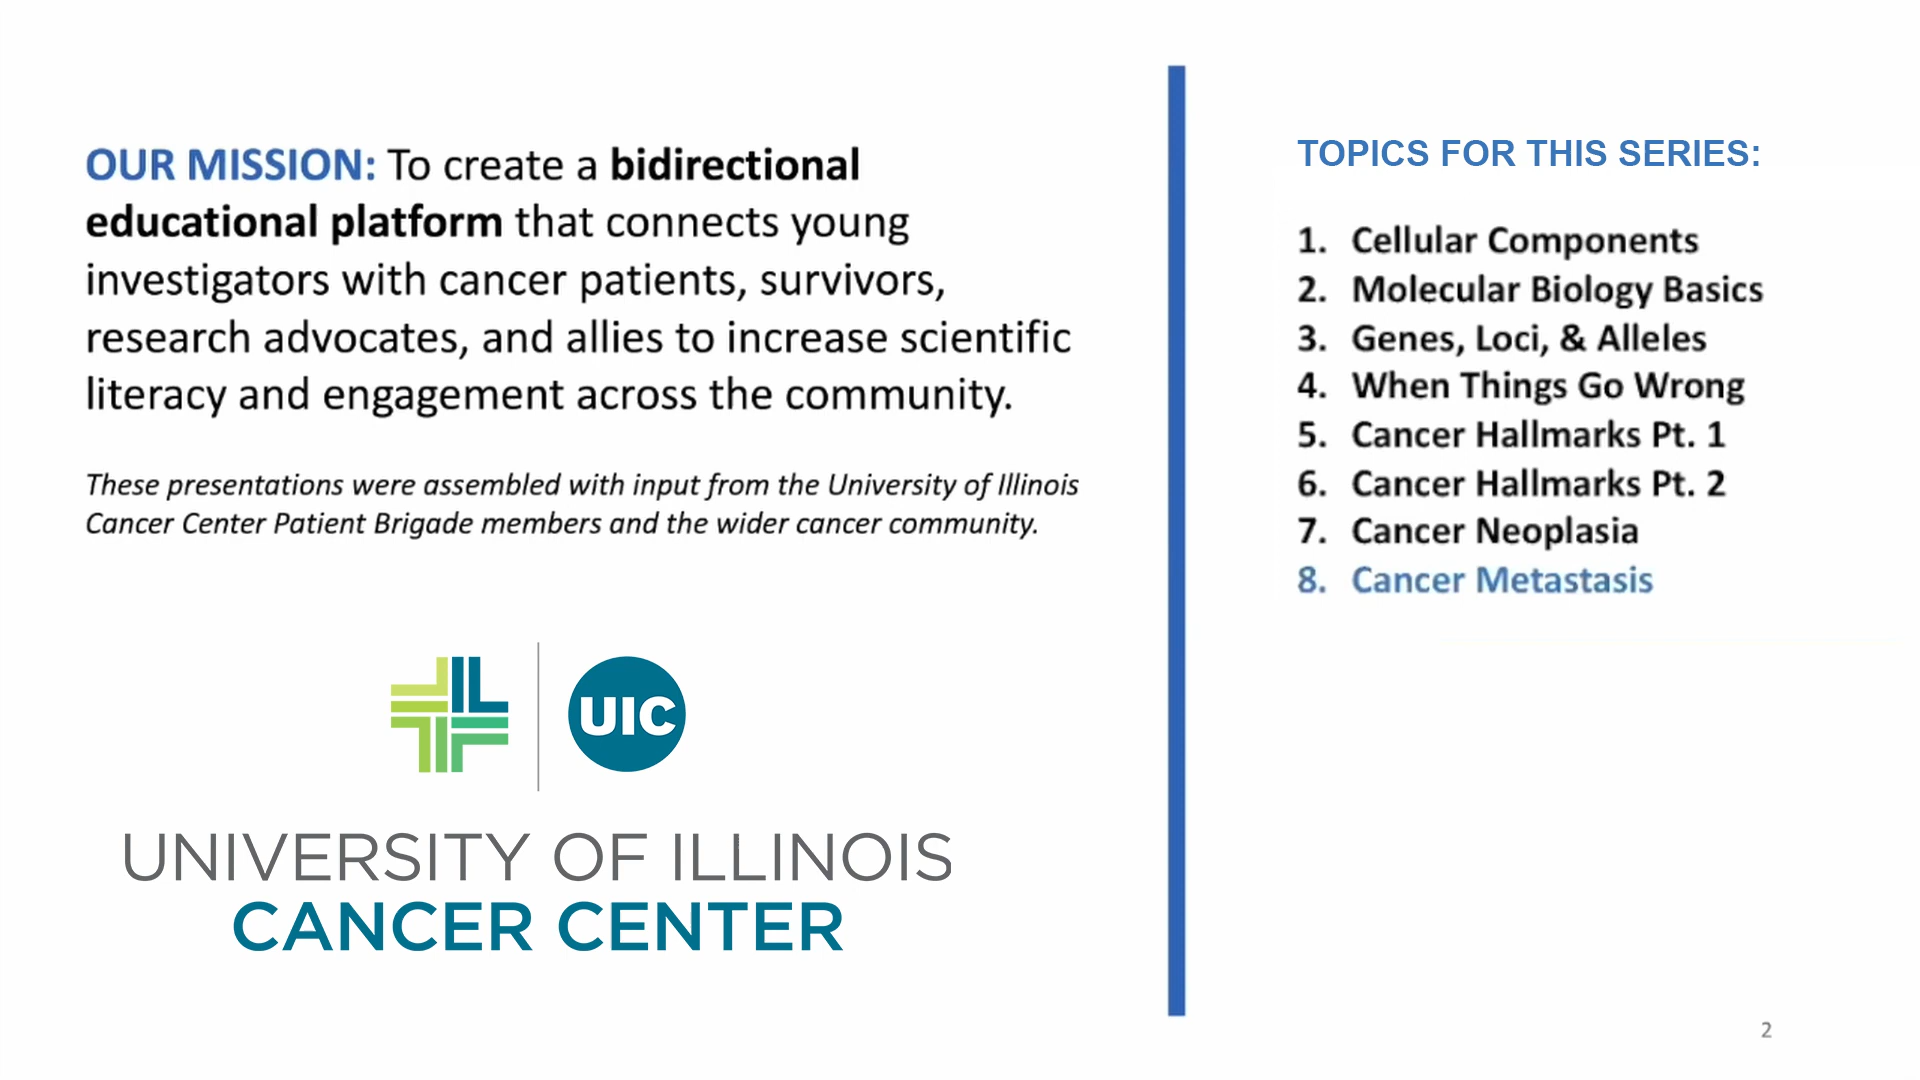 OUR MISSION: To create a bidirectional
educational platform that connects young
investigators with cancer patients, survivors,
research advocates, and allies to increase scientific
literacy and engagement across the community.
These presentations were assembled with input from the University of Illinois
Cancer Center Patient Brigade members and the wider cancer community.
UIC
UNIVERSITY OF ILLINOIS
CANCER CENTER
TOPICS FOR THIS SERIES:
1. Cellular Components
2. Molecular Biology Basics
3. Genes, Loci, & Alleles
4. When Things Go Wrong
5. Cancer Hallmarks Pt. 1
6. Cancer Hallmarks Pt. 2
7. Cancer Neoplasia
8. Cancer Metastasis
2